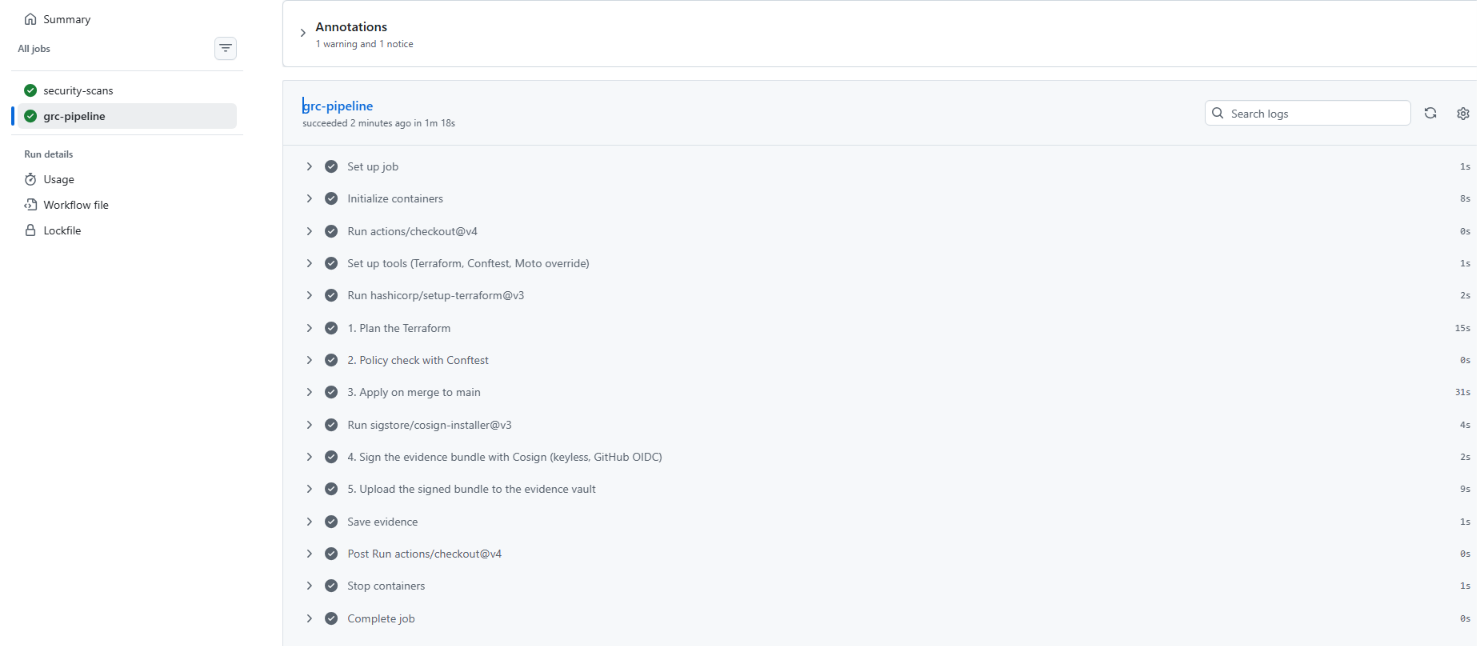 Summary
All jobs
security-scans
grc-pipeline
Run details
Usage
Workflow file
Lockfile
Annotations
1 warning and 1 notice
grc-pipeline
succeeded 2 minutes ago in 1m 18s
Search logs
Set up job 1s
Initialize containers 8s
Run actions/checkout@v4 0s
Set up tools (Terraform, Conftest, Moto override) 1s
Run hashicorp/setup-terraform@v3 2s
1. Plan the Terraform 15s
2. Policy check with Conftest 0s
3. Apply on merge to main 31s
Run sigstore/cosign-installer@v3 4s
4. Sign the evidence bundle with Cosign (keyless, GitHub OIDC) 2s
5. Upload the signed bundle to the evidence vault 9s
Save evidence 1s
Post Run actions/checkout@v4 0s
Stop containers 1s
Complete job 0s